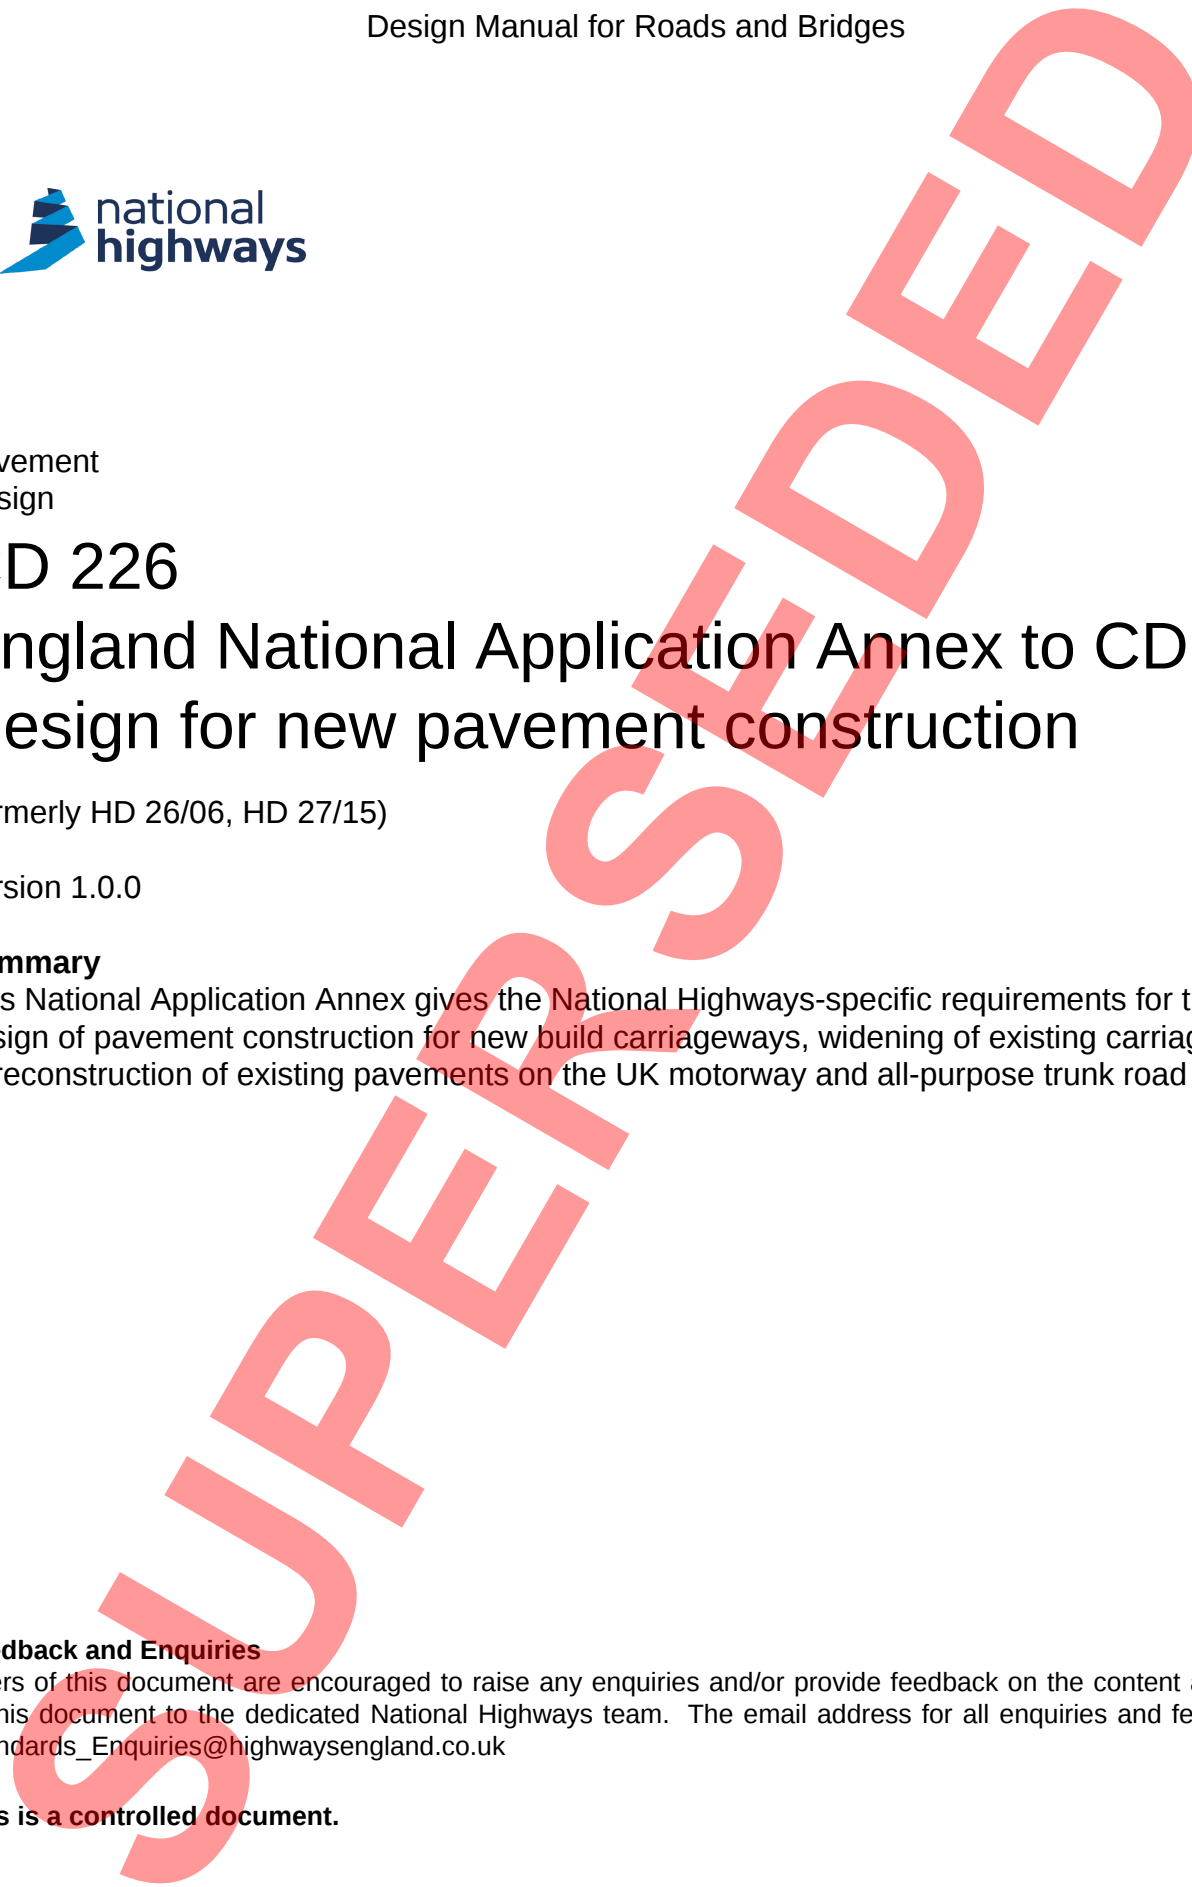 Design Manual for Roads and Bridges
national
highways
vement
sign
D 226
ngland National Application Annex to CD
esign for new pavement construction
rmerly HD 26/06, HD 27/15)
rsion 1.0.0
mmary
s National Application Annex gives the National Highways-specific requirements for t
sign of pavement construction for new build carriageways, widening of existing carriag
reconstruction of existing pavements on the UK motorway and all-purpose trunk road
edback and Enquiries
ers of this document are encouraged to raise any enquiries and/or provide feedback on the content a
his document to the dedicated National Highways team. The email address for all enquiries and fe
ndards_Enquiries@highwaysengland.co.uk
s is a controlled document.
SUPERSEDED